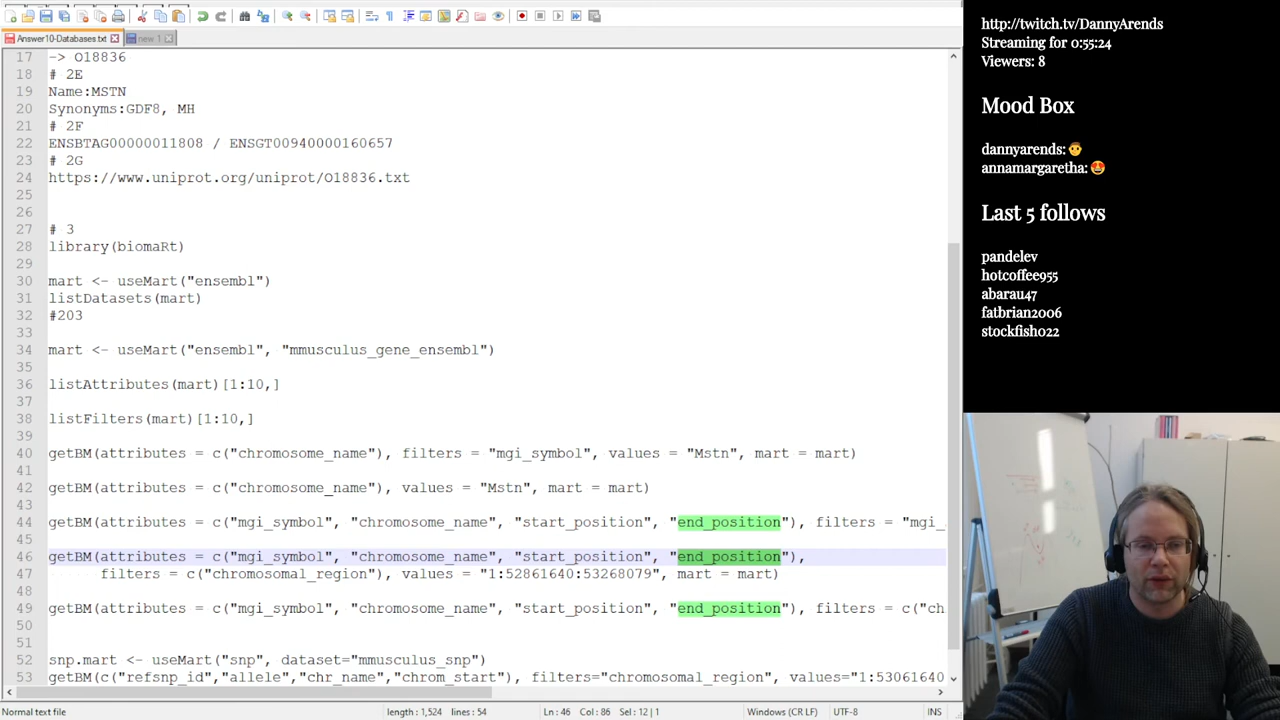 Answer10-Databases.txt
new 1
17 -> O18836
18 # 2E
19 Name:MSTN
20 Synonyms:GDF8, MH
21 # 2F
22 ENSBTAG00000011808 / ENSGT00940000160657
23 # 2G
24 https://www.uniprot.org/uniprot/O18836.txt
25
26
27 # 3
28 library(biomaRt)
29
30 mart <- useMart("ensembl")
31 listDatasets(mart)
32 #203
33
34 mart <- useMart("ensembl", "mmusculus_gene_ensembl")
35
36 listAttributes(mart)[1:10,]
37
38 listFilters(mart)[1:10,]
39
40 getBM(attributes = c("chromosome_name"), filters = "mgi_symbol", values = "Mstn", mart = mart)
41
42 getBM(attributes = c("chromosome_name"), values = "Mstn", mart = mart)
43
44 getBM(attributes = c("mgi_symbol", "chromosome_name", "start_position", "end_position"), filters = "mgi_
45
46 getBM(attributes = c("mgi_symbol", "chromosome_name", "start_position", "end_position"),
47 filters = c("chromosomal_region"), values = "1:52861640:53268079", mart = mart)
48
49 getBM(attributes = c("mgi_symbol", "chromosome_name", "start_position", "end_position"), filters = c("ch
50
51
52 snp.mart <- useMart("snp", dataset="mmusculus_snp")
53 getBM(c("refsnp_id","allele","chr_name","chrom_start"), filters="chromosomal_region", values="1:53061640
Normal text file
length : 1,524 lines : 54
Ln : 46 Col : 86 Sel : 12 | 1
Windows (CR LF)
UTF-8
INS
http://twitch.tv/DannyArends
Streaming for 0:55:24
Viewers: 8
Mood Box
dannyarends:
annamargaretha:
Last 5 follows
pandelev
hotcoffee955
abarau47
fatbrian2006
stockfish022